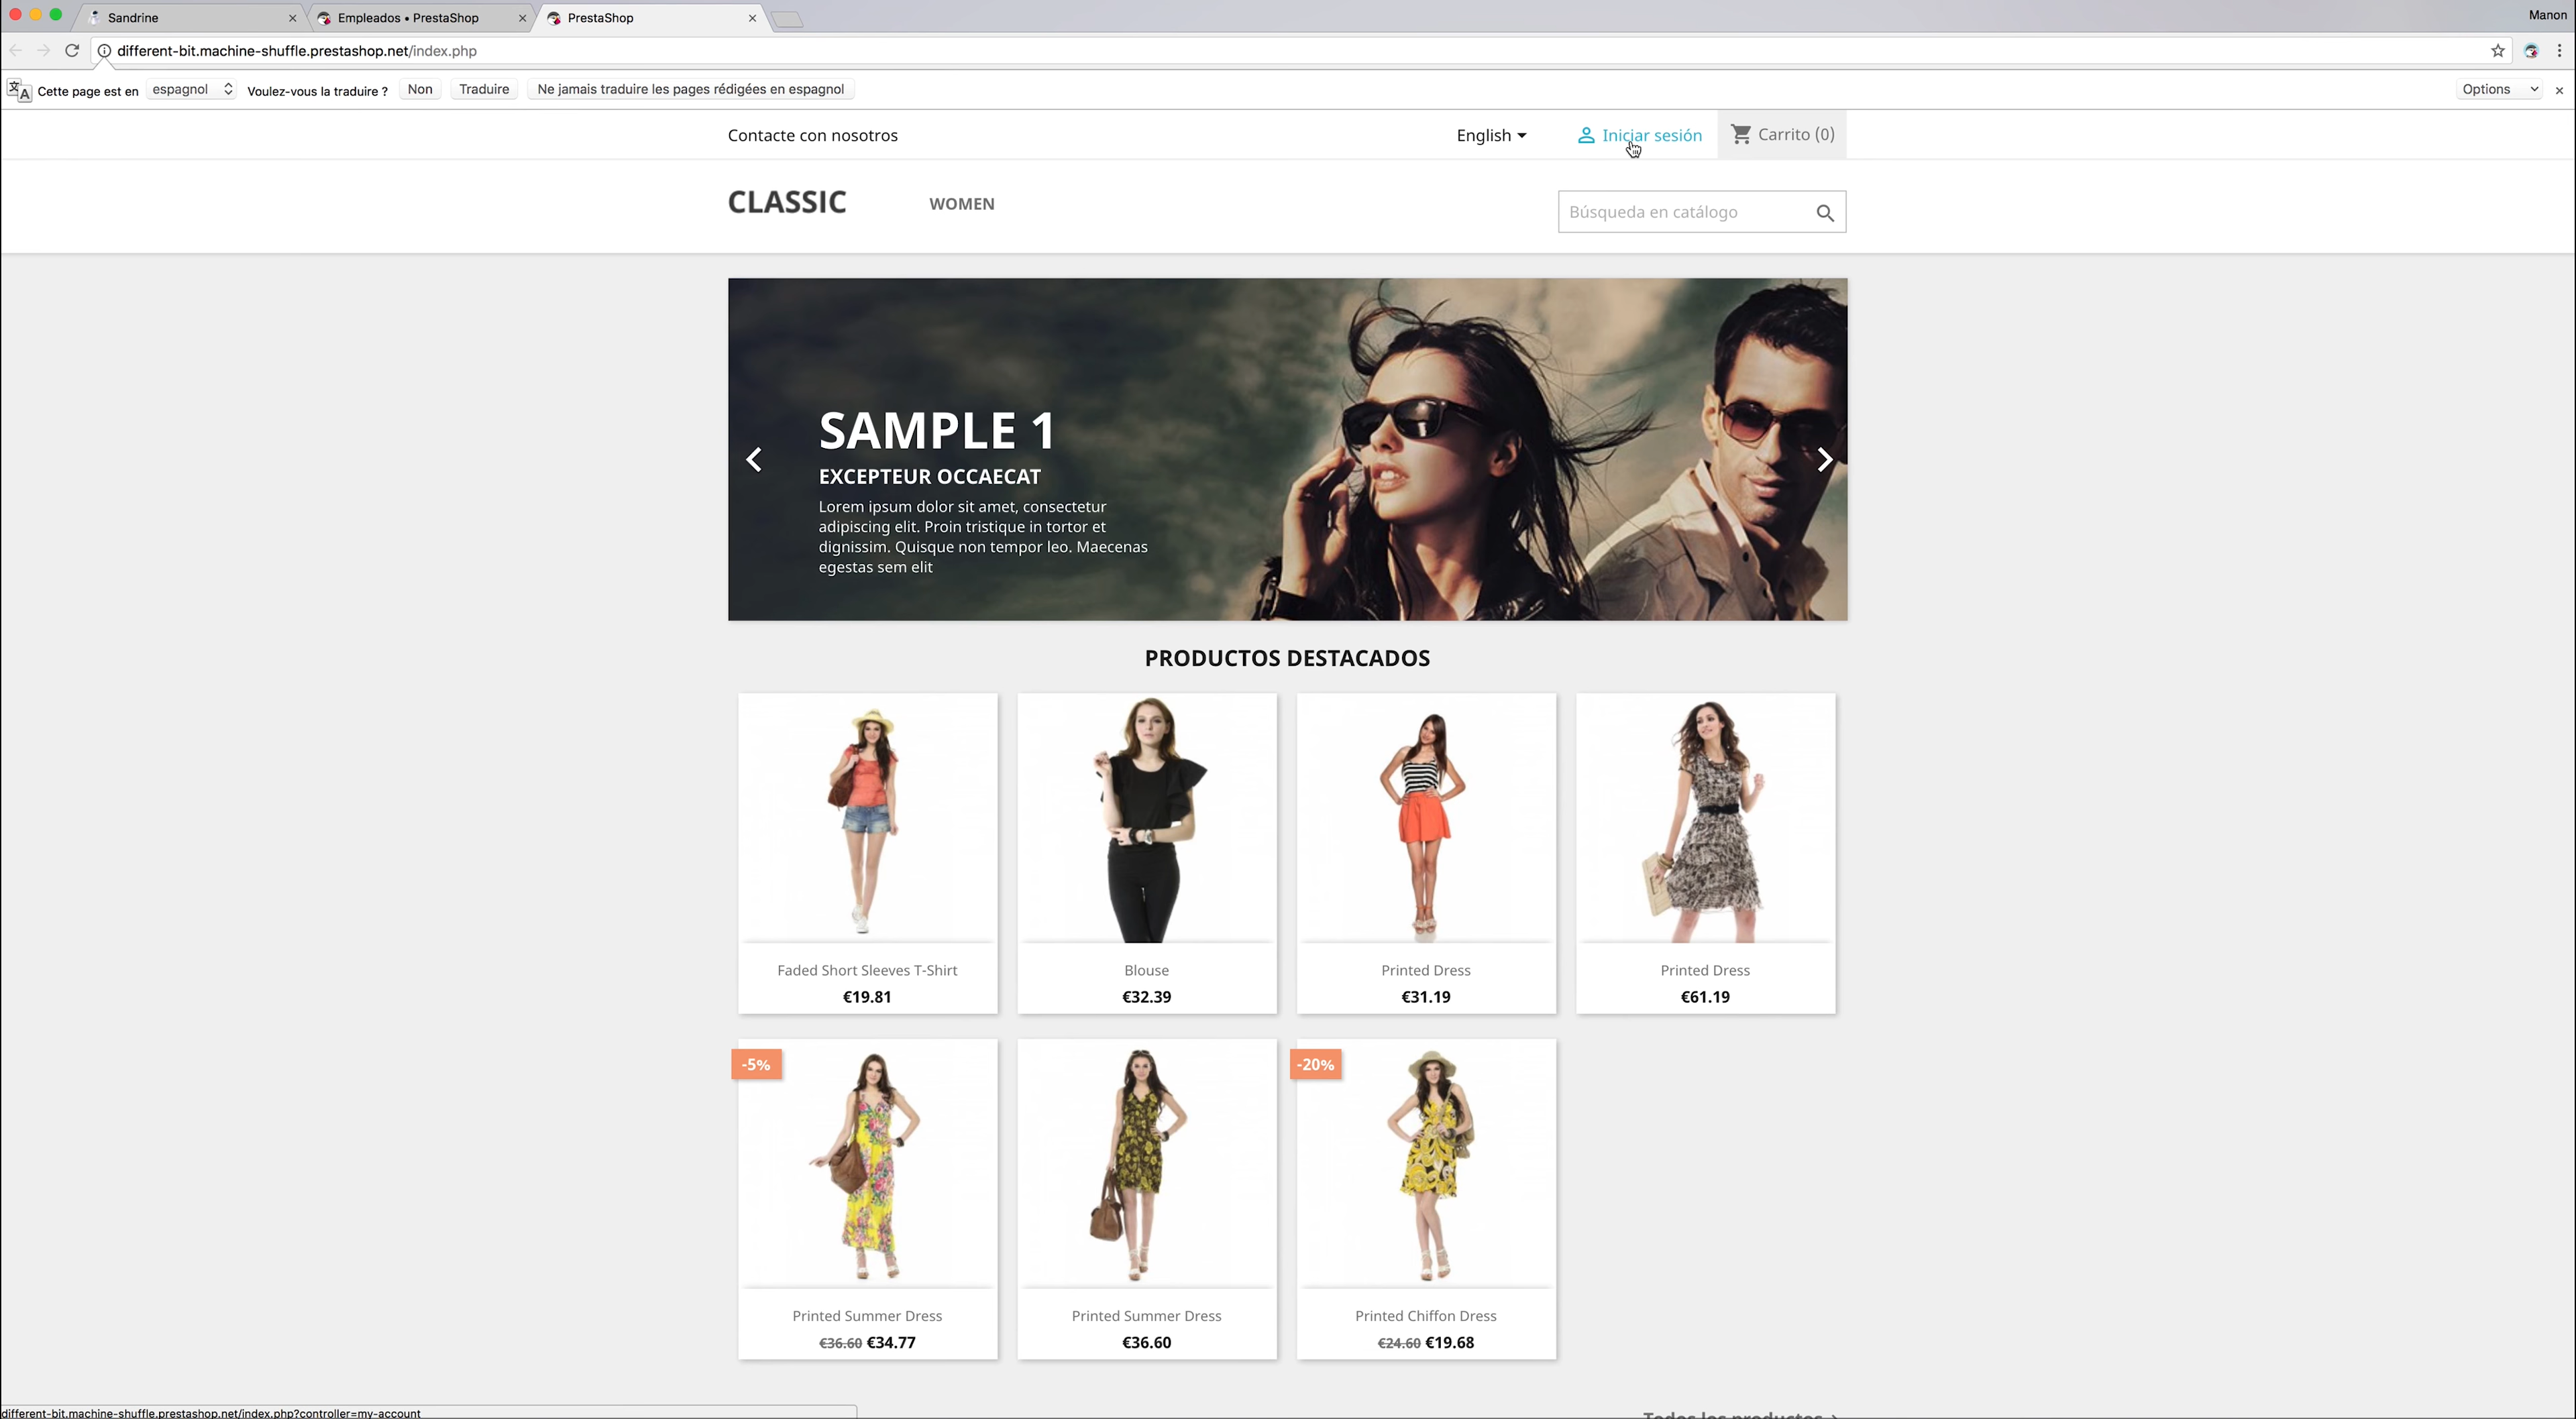 Sandrine
Empleados • PrestaShop
PrestaShop
Manon
different-bit.machine-shuffle.prestashop.net/index.php
Cette page est en espagnol Voulez-vous la traduire ? Non Traduire Ne jamais traduire les pages rédigées en espagnol Options
Contacte con nosotros English Iniciar sesión Carrito (0)
CLASSIC WOMEN Búsqueda en catálogo
SAMPLE 1
EXCEPTEUR OCCAECAT
Lorem ipsum dolor sit amet, consectetur
adipiscing elit. Proin tristique in tortor et
dignissim. Quisque non tempor leo. Maecenas
egestas sem elit
PRODUCTOS DESTACADOS
Faded Short Sleeves T-Shirt
€19.81
Blouse
€32.39
Printed Dress
€31.19
Printed Dress
€61.19
-5%
Printed Summer Dress
€36.60 €34.77
Printed Summer Dress
€36.60
-20%
Printed Chiffon Dress
€24.60 €19.68
Todos los productos
different-bit.machine-shuffle.prestashop.net/index.php?controller=my-account